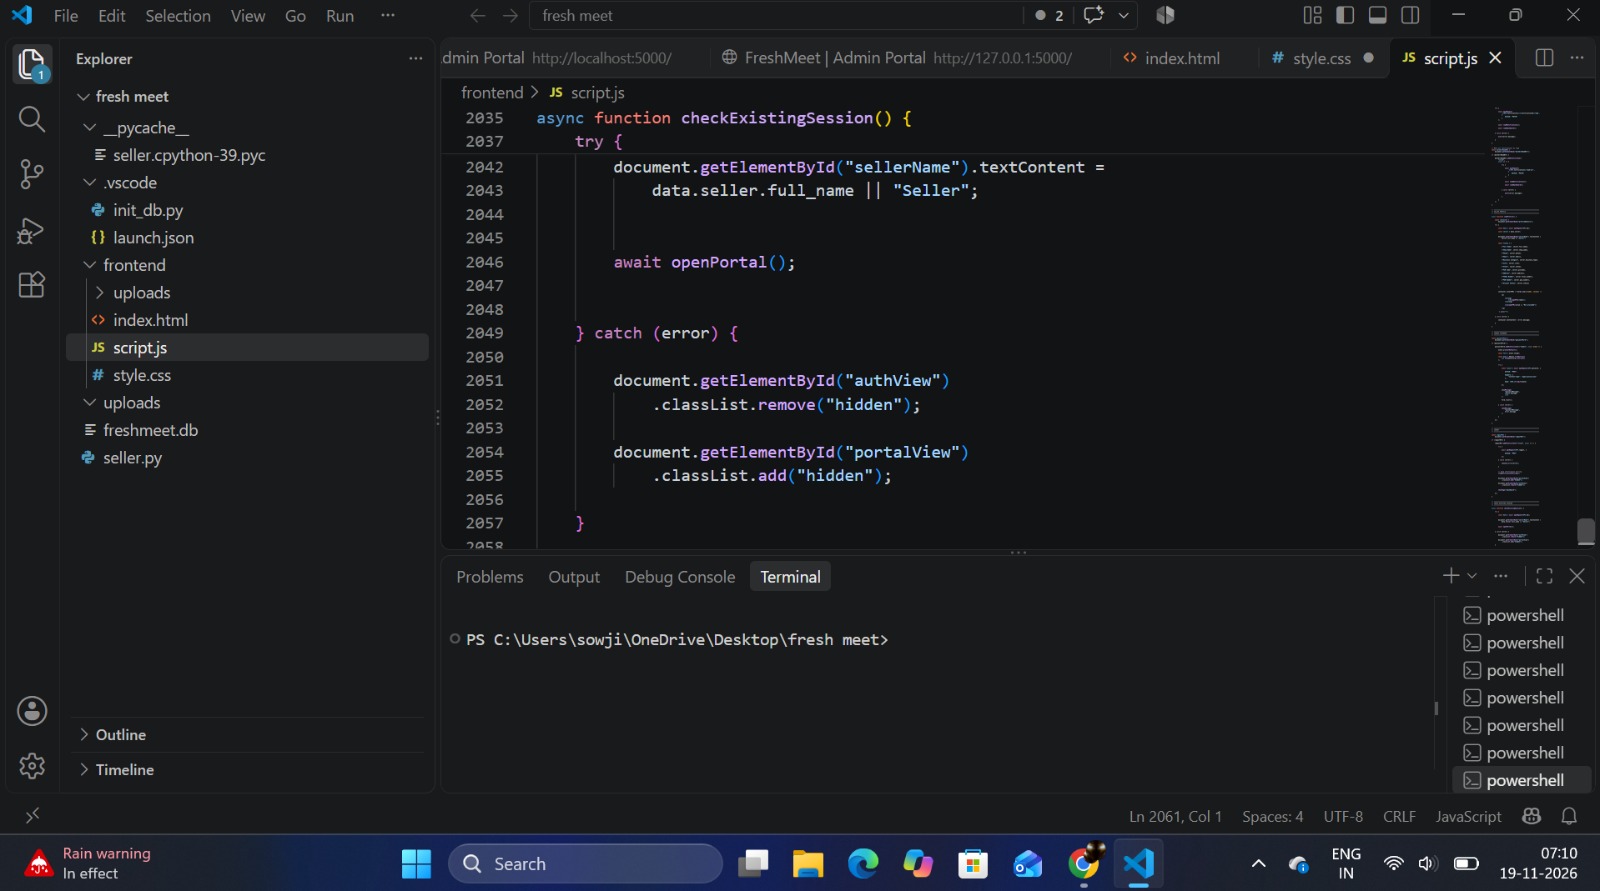 File Edit Selection View Go Run ···
fresh meet
2
Explorer
fresh meet
__pycache__
seller.cpython-39.pyc
.vscode
init_db.py
{} launch.json
frontend
uploads
<> index.html
JS script.js
# style.css
uploads
freshmeet.db
seller.py
Outline
Timeline
1
dmin Portal http://localhost:5000/
FreshMeet | Admin Portal http://127.0.0.1:5000/
<> index.html
# style.css
JS script.js
frontend > JS script.js
2035 async function checkExistingSession() {
2037 try {
2042 document.getElementById("sellerName").textContent =
2043 data.seller.full_name || "Seller";
2044
2045
2046 await openPortal();
2047
2048
2049 } catch (error) {
2050
2051 document.getElementById("authView")
2052 .classList.remove("hidden");
2053
2054 document.getElementById("portalView")
2055 .classList.add("hidden");
2056
2057 }
2058
Problems Output Debug Console Terminal
PS C:\Users\sowji\OneDrive\Desktop\fresh meet>
powershell
powershell
powershell
powershell
powershell
powershell
powershell
Ln 2061, Col 1 Spaces: 4 UTF-8 CRLF JavaScript
Rain warning
In effect
Search
ENG
IN
07:10
19-11-2026